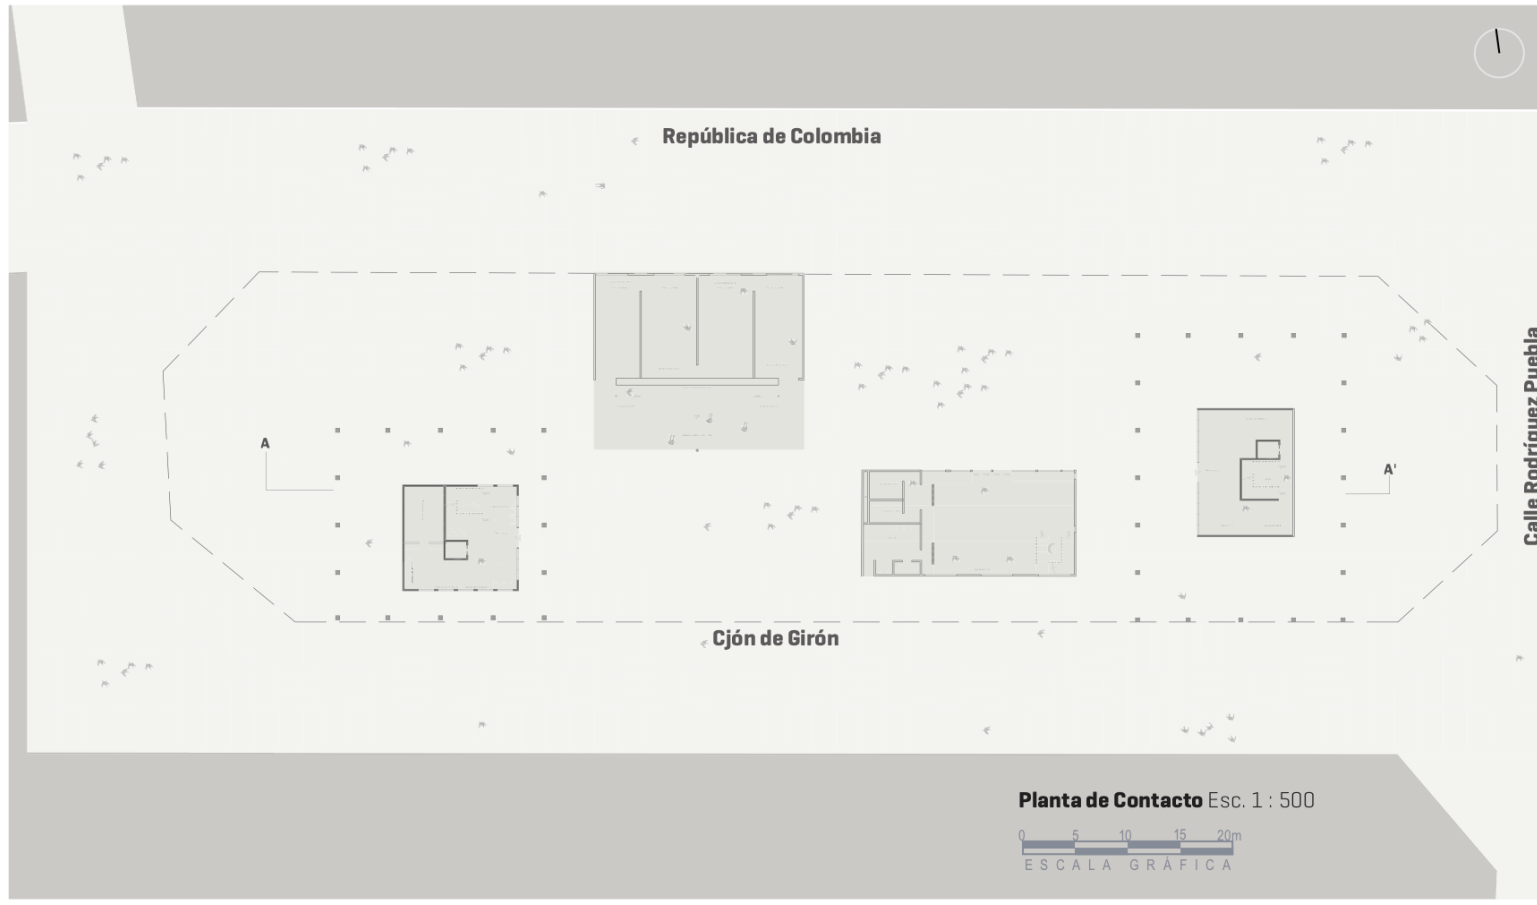 República de Colombia
Calle Rodríguez Puebla
A
A'
Cjón de Girón
Planta de Contacto Esc. 1 : 500
0 5 10 15 20m
ESCALA GRÁFICA